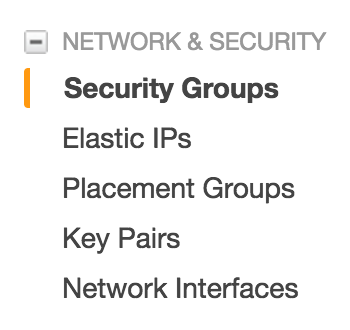 NETWORK & SECURITY
Security Groups
Elastic IPs
Placement Groups
Key Pairs
Network Interfaces